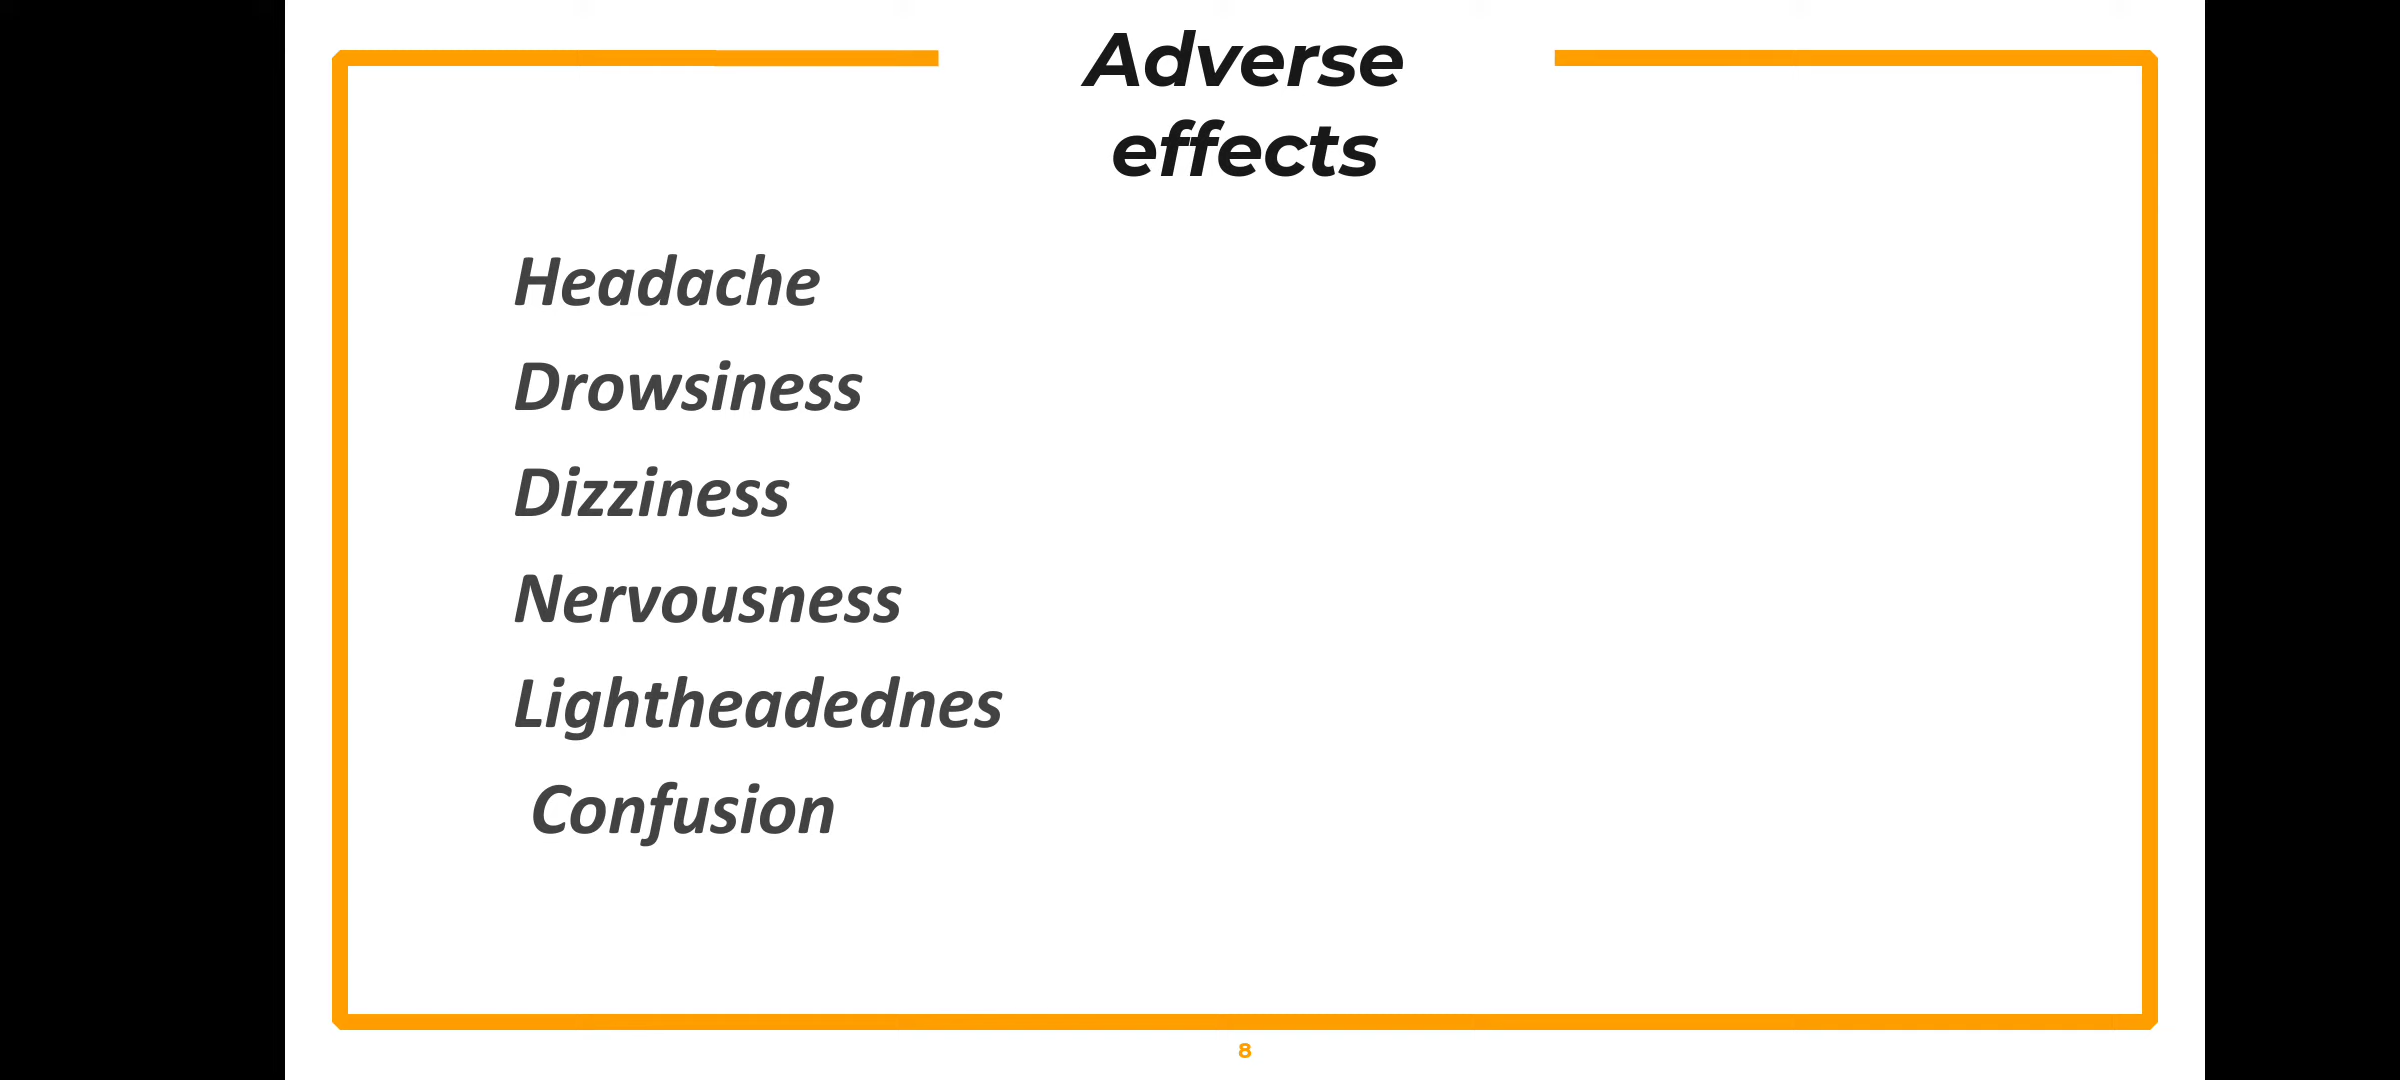 Adverse
effects
Headache
Drowsiness
Dizziness
Nervousness
Lightheadednes
Confusion
8